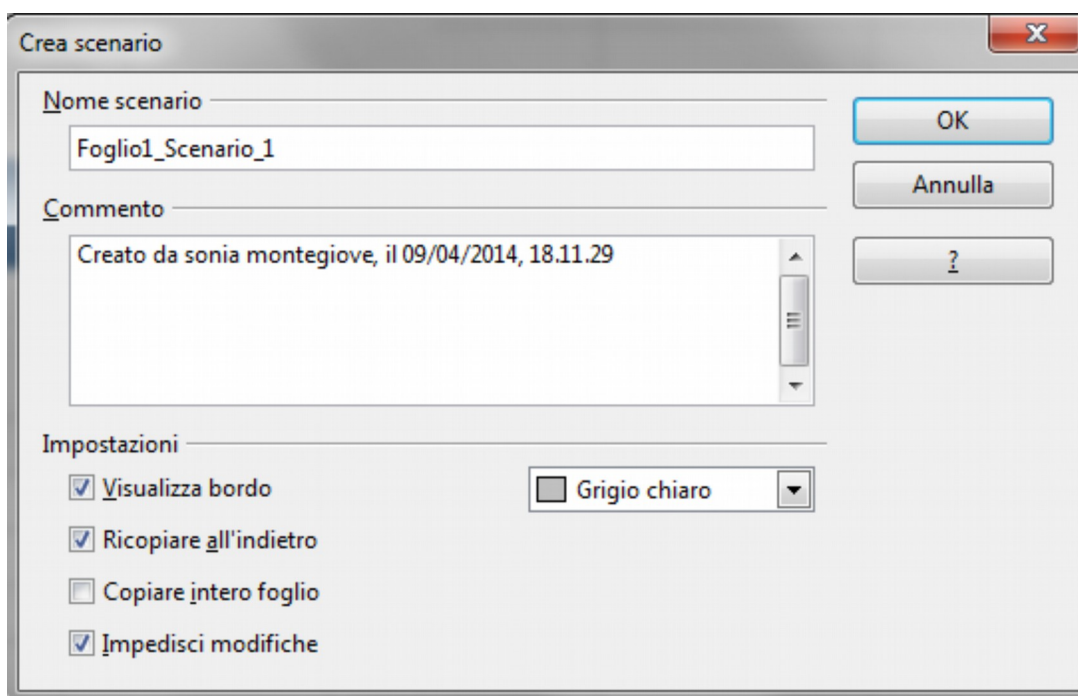 Crea scenario
Nome scenario
Foglio1_Scenario_1
OK
Annulla
Commento
Creato da sonia montegiove, il 09/04/2014, 18.11.29
?
Impostazioni
Visualizza bordo
Grigio chiaro
Ricopiare all'indietro
Copiare intero foglio
Impedisci modifiche